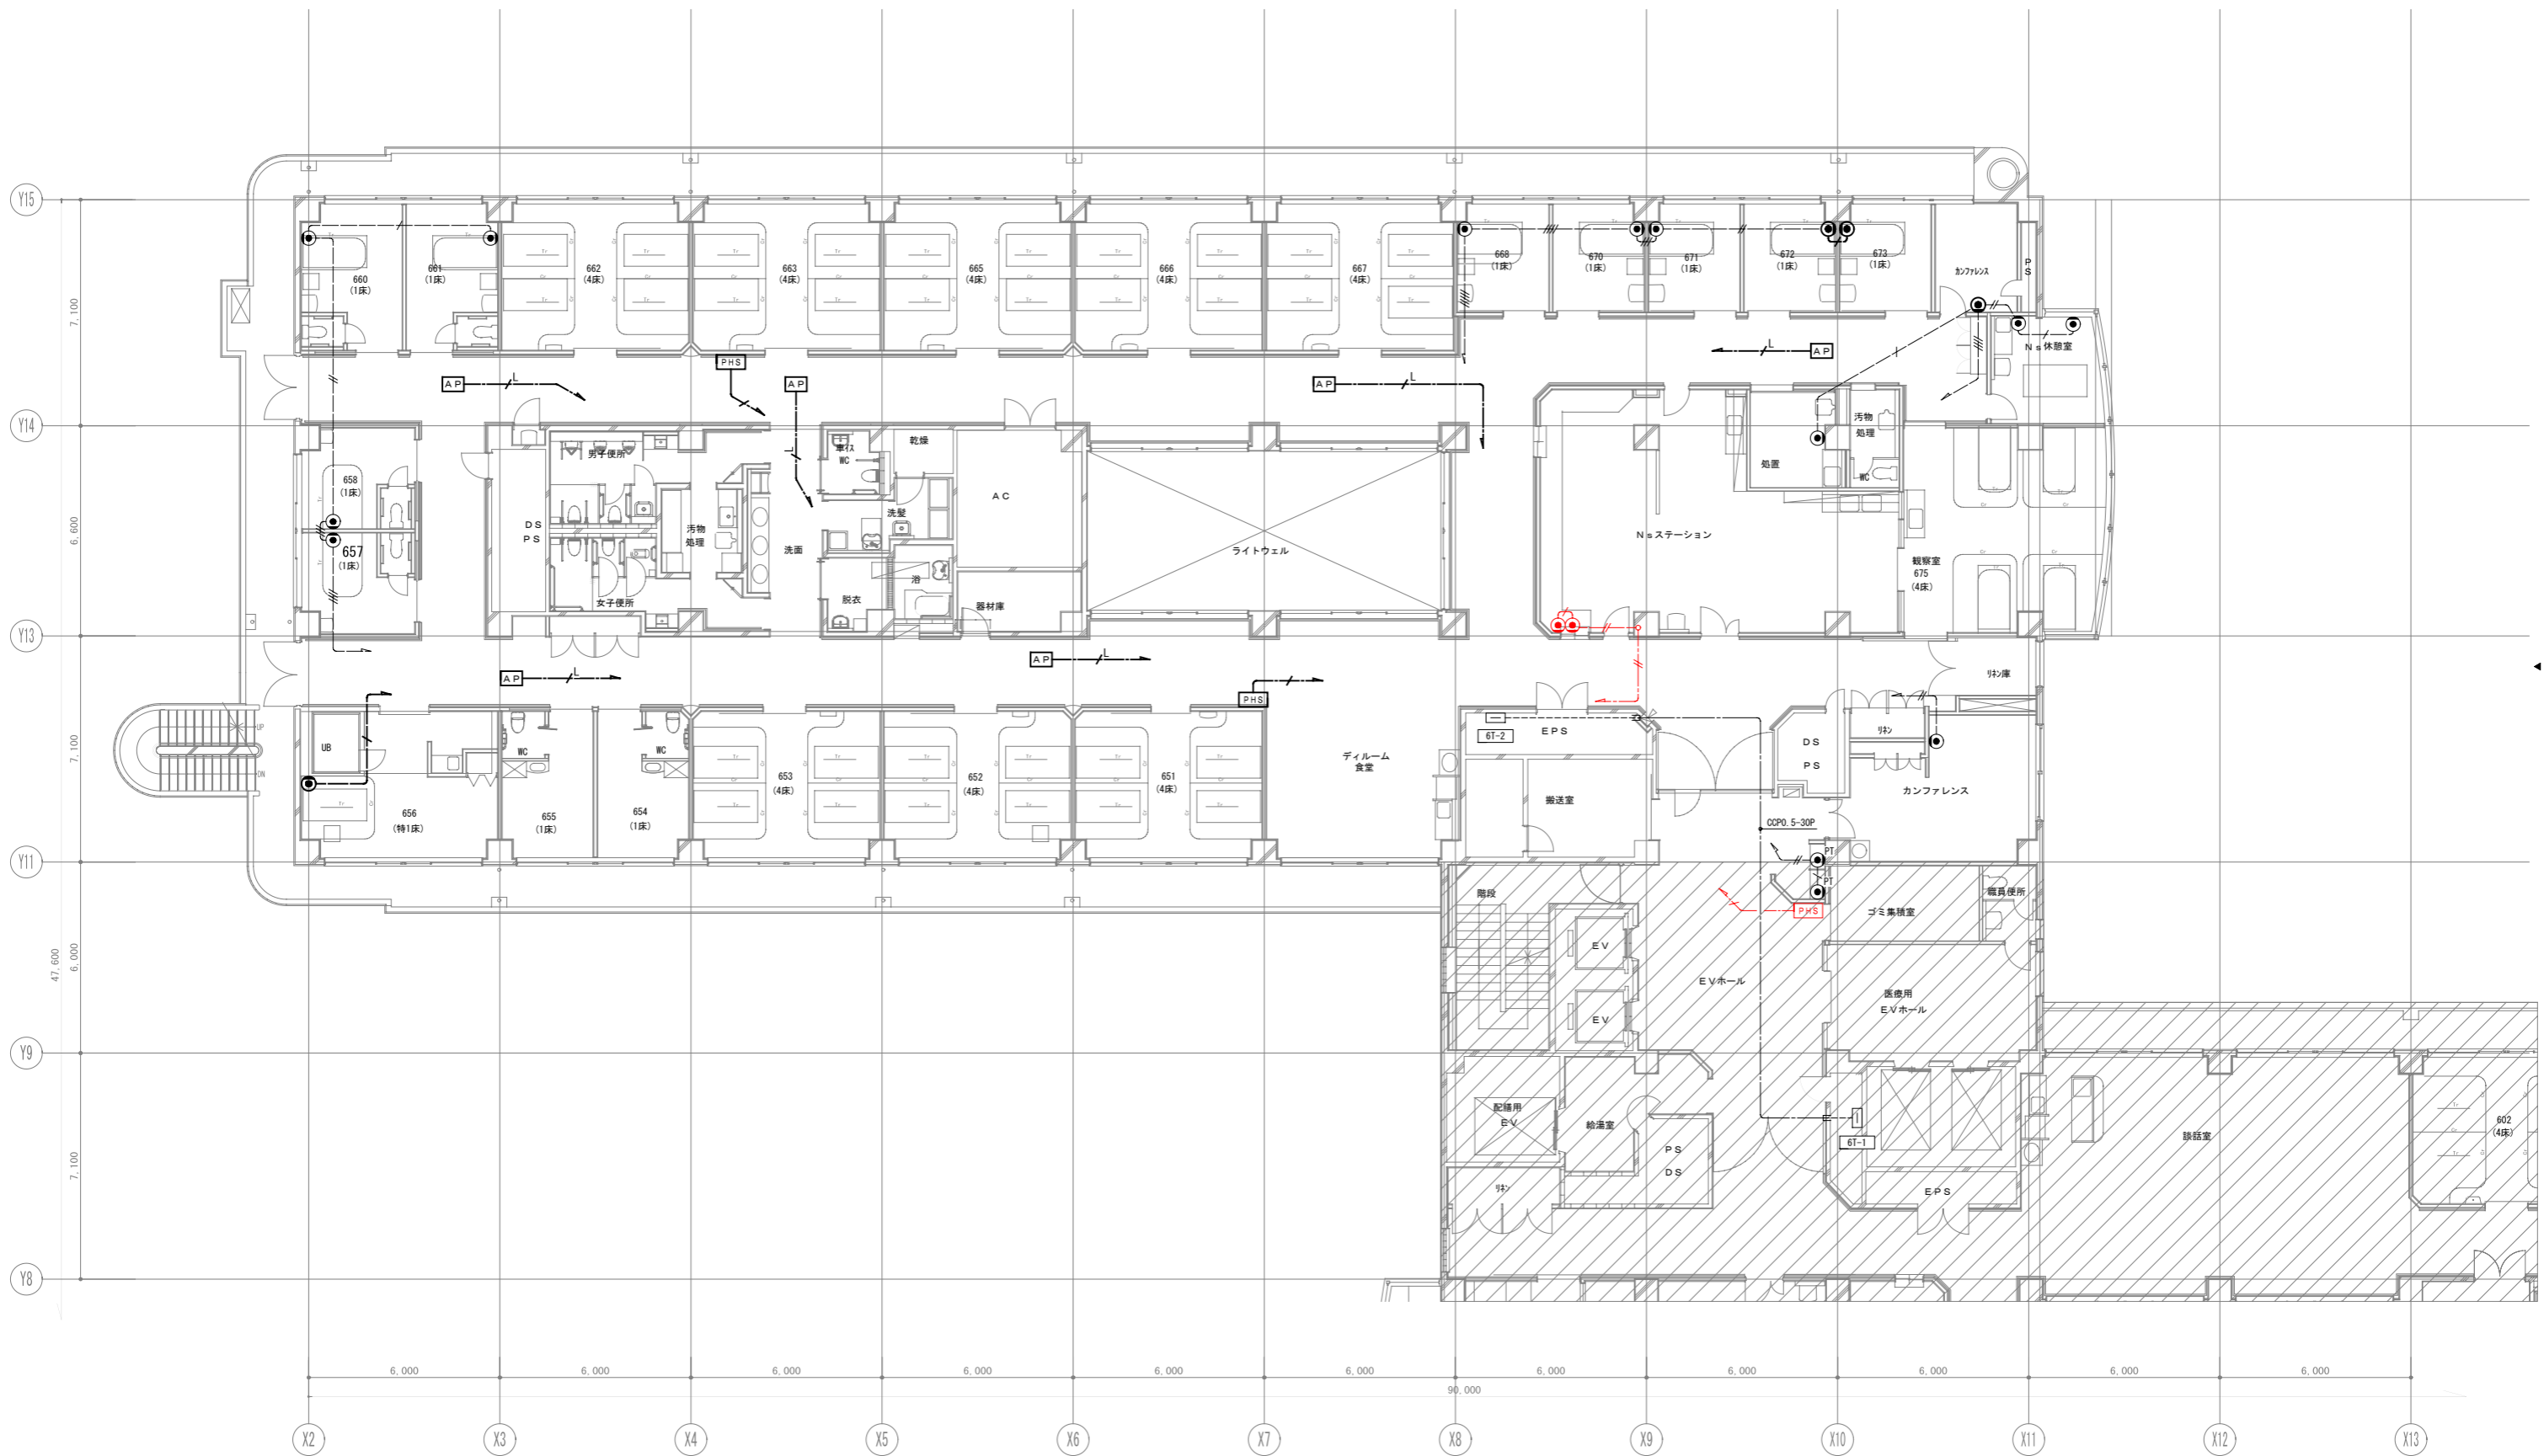 Y15
Y14
Y13
Y11
Y9
Y8
7,100
6,600
7,100
6,000
47,600
7,100
660
(1床)
661
(1床)
662
(4床)
663
(4床)
665
(4床)
666
(4床)
667
(4床)
668
(1床)
670
(1床)
671
(1床)
672
(1床)
673
(1床)
カンファレンス
PS
Ns休憩室
AP
L
PHS
AP
L
AP
L
AP
L
658
(1床)
657
(1床)
DS
PS
男子便所
女子便所
汚物
処理
洗面
車イス
WC
乾燥
洗髪
脱衣
浴
AC
器材庫
ライトウェル
Nsステーション
処置
汚物
処理
WC
観察室
675
(4床)
AP
L
AP
L
PHS
リネン庫
UP
DN
UB
656
(特1床)
WC
655
(1床)
WC
654
(1床)
653
(4床)
652
(4床)
651
(4床)
ディルーム
食堂
6T-2
EPS
搬送室
DS
PS
リネン
カンファレンス
CCP0.5-30P
PT
PT
PHS
階段
EV
EV
EVホール
ゴミ集積室
職員便所
医療用
EVホール
配膳用
EV
給湯室
PS
DS
リネン
6T-1
EPS
談話室
602
(4床)
6,000
6,000
6,000
6,000
6,000
6,000
6,000
6,000
6,000
6,000
6,000
90,000
X2
X3
X4
X5
X6
X7
X8
X9
X10
X11
X12
X13